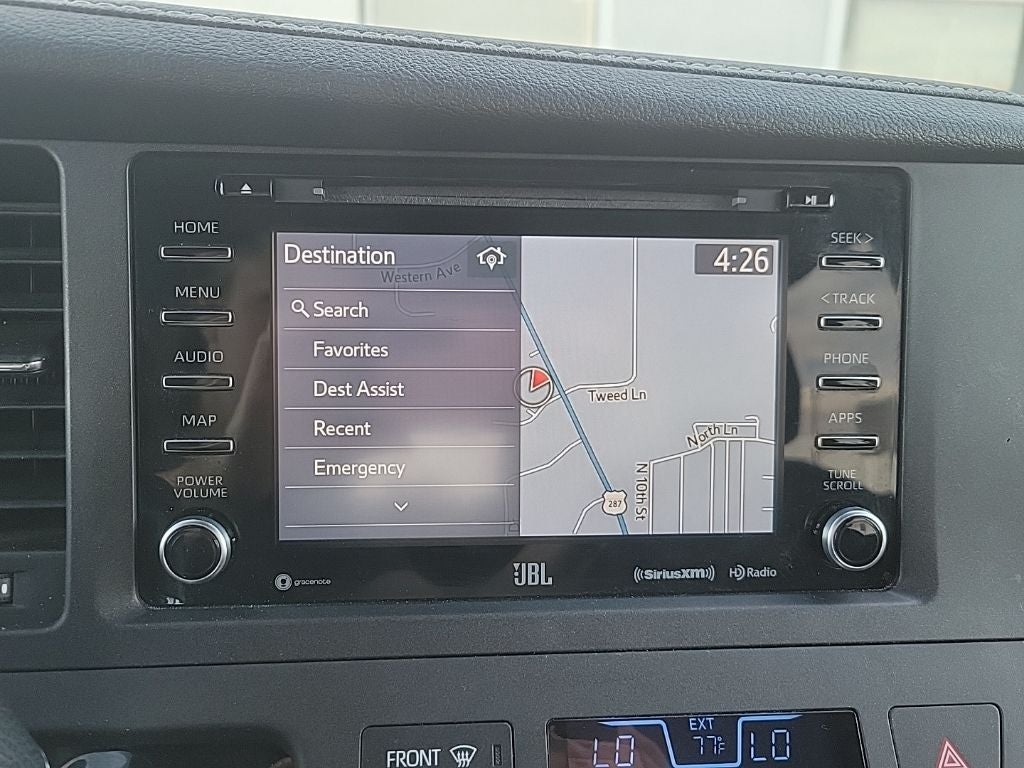 HOME
MENU
AUDIO
MAP
POWER
VOLUME
Destination
Western Ave
Search
Favorites
Dest Assist
Recent
Emergency
4:26
Tweed Ln
North Ln
N 10th St
287
SEEK >
< TRACK
PHONE
APPS
TUNE
SCROLL
gracenote
JBL
((SiriusXM))
HD Radio
FRONT
LO
EXT
77°F
LO